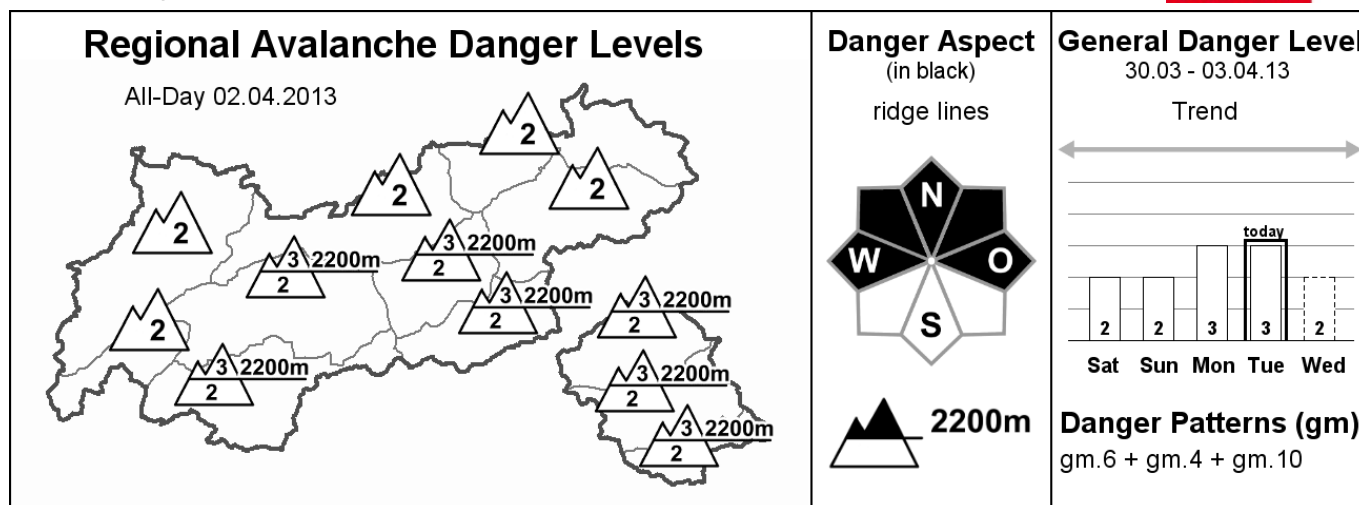 Regional Avalanche Danger Levels
All-Day 02.04.2013
2
2
2
2
3 2200m
2
3 2200m
2
3 2200m
2
2
3 2200m
2
3 2200m
2
3 2200m
2
3 2200m
2
Danger Aspect
(in black)
ridge lines
N
W
O
S
2200m
General Danger Level
30.03 - 03.04.13
Trend
today
2 2 3 3 2
Sat Sun Mon Tue Wed
Danger Patterns (gm)
gm.6 + gm.4 + gm.10